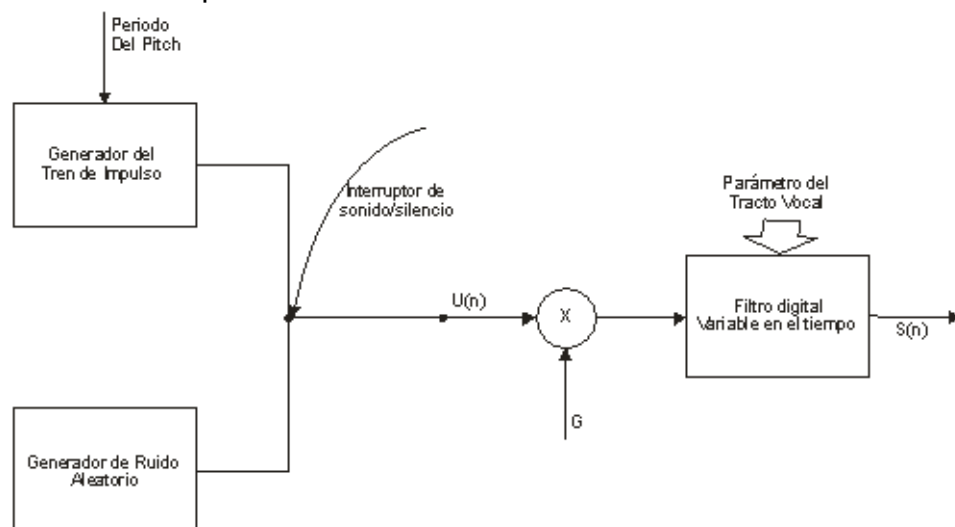 Periodo
Del Pitch
Generador del
Tren de Impulso
Interruptor de
sonido/silencio
Parámetro del
Tracto Vocal
U(n)
X
Filtro digital
Variable en el tiempo
S(n)
G
Generador de Ruido
Aleatorio